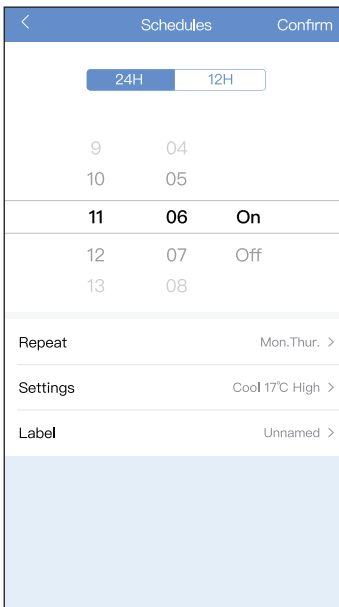 Schedules Confirm
24H 12H
9 04
10 05
11 06 On
12 07 Off
13 08
Repeat Mon.Thur. >
Settings Cool 17℃ High >
Label Unnamed >